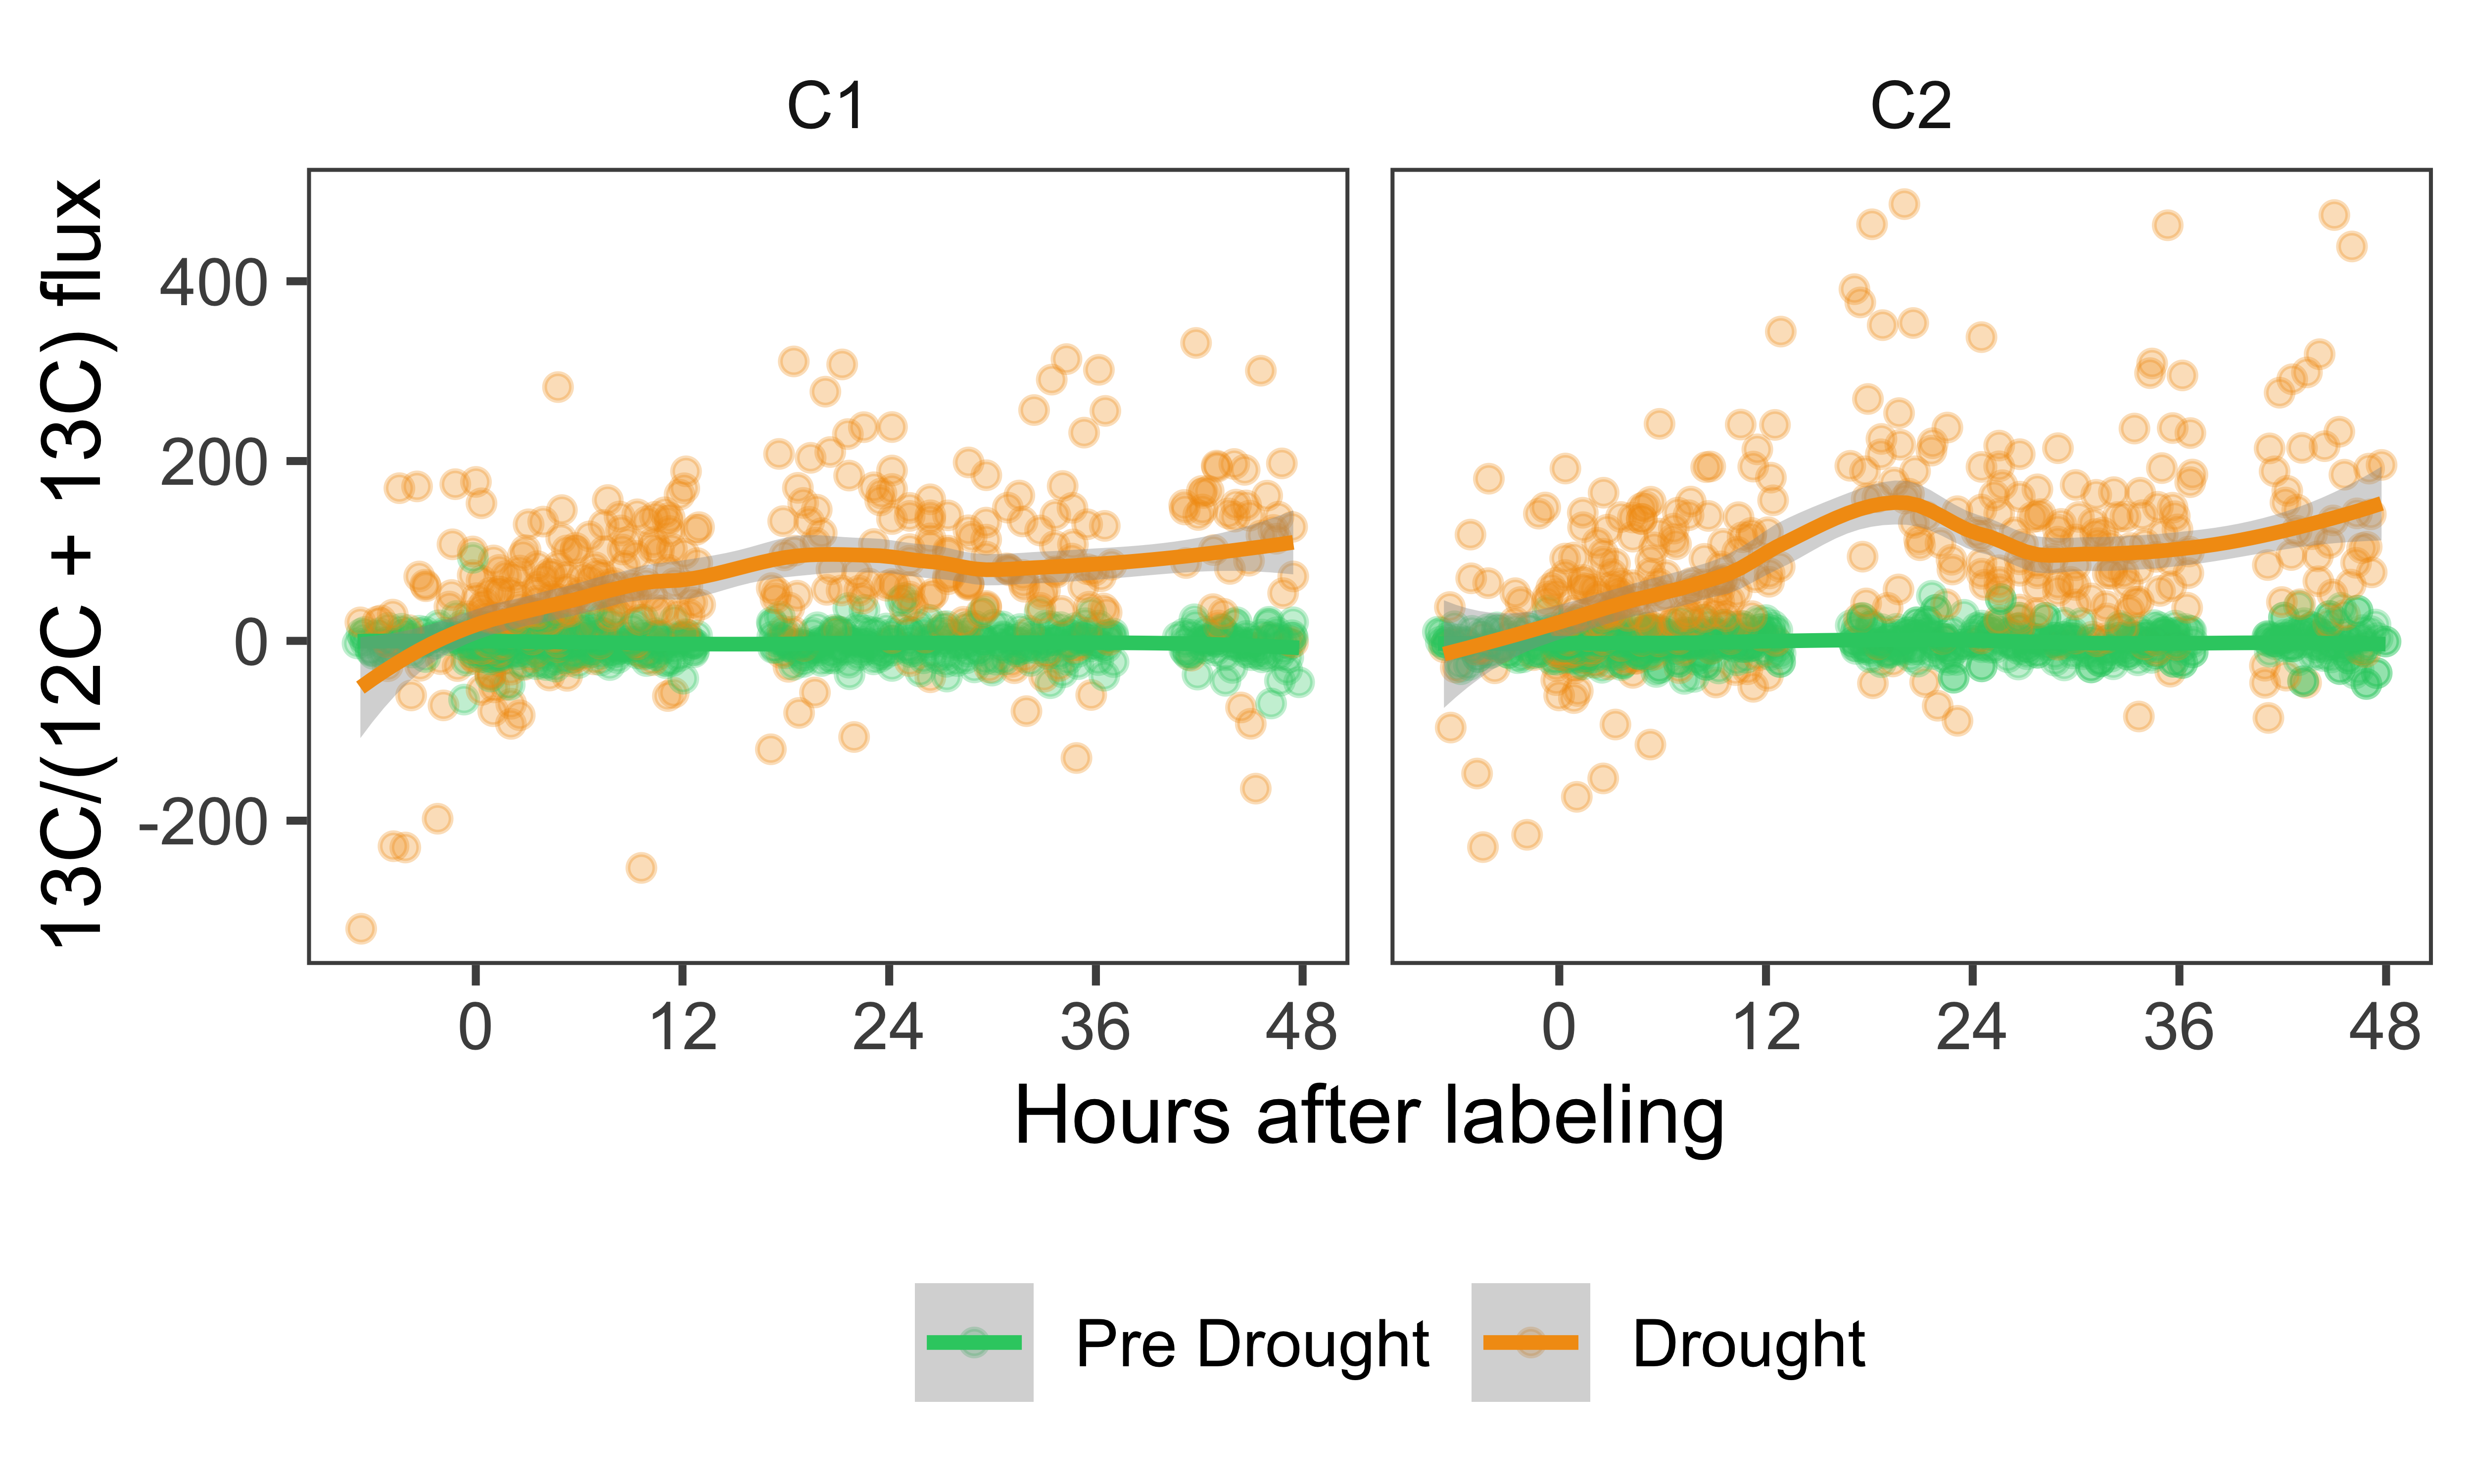 C1 C2
13C/(12C + 13C) flux
400
200
0
-200
0 12 24 36 48 0 12 24 36 48
Hours after labeling
Pre Drought Drought